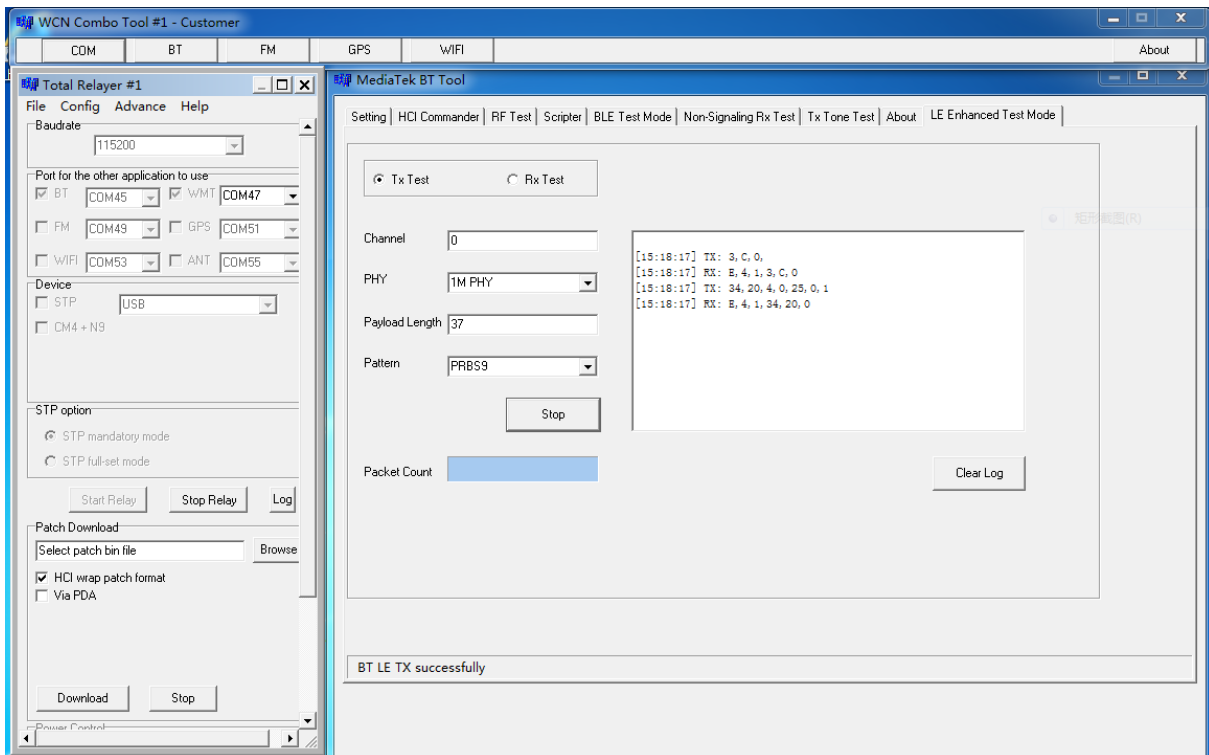 WCN Combo Tool #1 - Customer
COM BT FM GPS WIFI About
Total Relayer #1
File Config Advance Help
Baudrate
115200
Port for the other application to use
BT COM45 WMT COM47
FM COM49 GPS COM51
WIFI COM53 ANT COM55
Device
STP USB
CM4 + N9
STP option
STP mandatory mode
STP full-set mode
Start Relay Stop Relay Log
Patch Download
Select patch bin file Browse
HCI wrap patch format
Via PDA
Download Stop
Power Control
MediaTek BT Tool
Setting HCI Commander RF Test Scripter BLE Test Mode Non-Signaling Rx Test Tx Tone Test About LE Enhanced Test Mode
Tx Test Rx Test
Channel 0
PHY 1M PHY
Payload Length 37
Pattern PRBS9
Stop
Packet Count
[15:18:17] TX: 3, C, 0,
[15:18:17] RX: E, 4, 1, 3, C, 0
[15:18:17] TX: 34, 20, 4, 0, 25, 0, 1
[15:18:17] RX: E, 4, 1, 34, 20, 0
Clear Log
矩形截图(R)
BT LE TX successfully